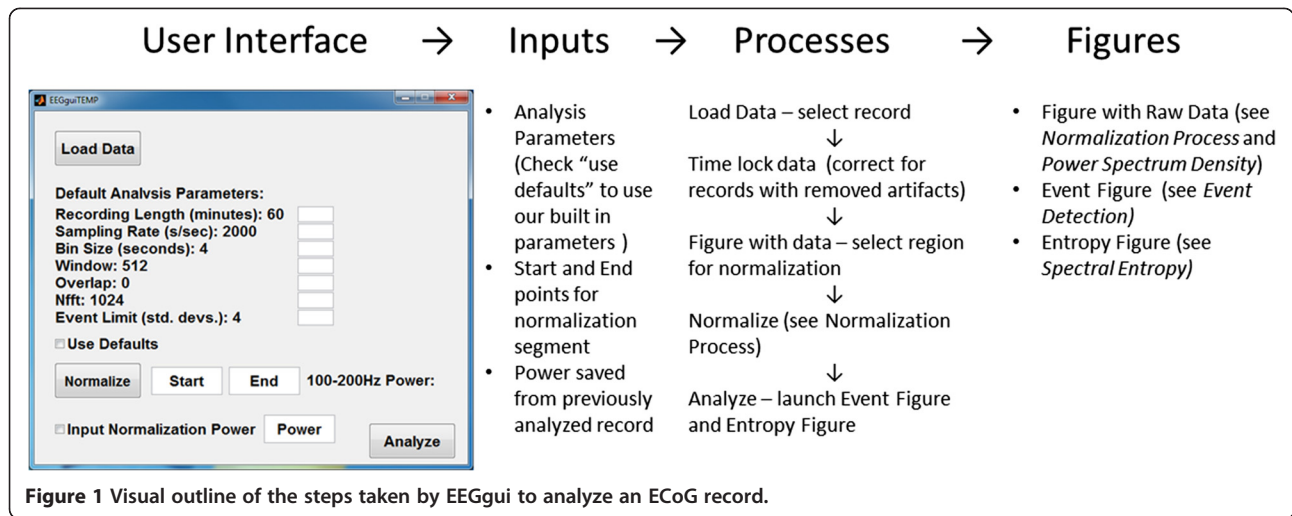 User Interface → Inputs → Processes → Figures
EEGguiTEMP
Load Data
Default Analysis Parameters:
Recording Length (minutes): 60
Sampling Rate (s/sec): 2000
Bin Size (seconds): 4
Window: 512
Overlap: 0
Nfft: 1024
Event Limit (std. devs.): 4
Use Defaults
Normalize Start End 100-200Hz Power:
Input Normalization Power Power
Analyze
• Analysis
Parameters
(Check “use
defaults” to use
our built in
parameters )
• Start and End
points for
normalization
segment
• Power saved
from previously
analyzed record
Load Data – select record
↓
Time lock data (correct for
records with removed artifacts)
↓
Figure with data – select region
for normalization
↓
Normalize (see Normalization
Process)
↓
Analyze – launch Event Figure
and Entropy Figure
• Figure with Raw Data (see
Normalization Process and
Power Spectrum Density)
• Event Figure (see Event
Detection)
• Entropy Figure (see
Spectral Entropy)
Figure 1 Visual outline of the steps taken by EEGgui to analyze an ECoG record.